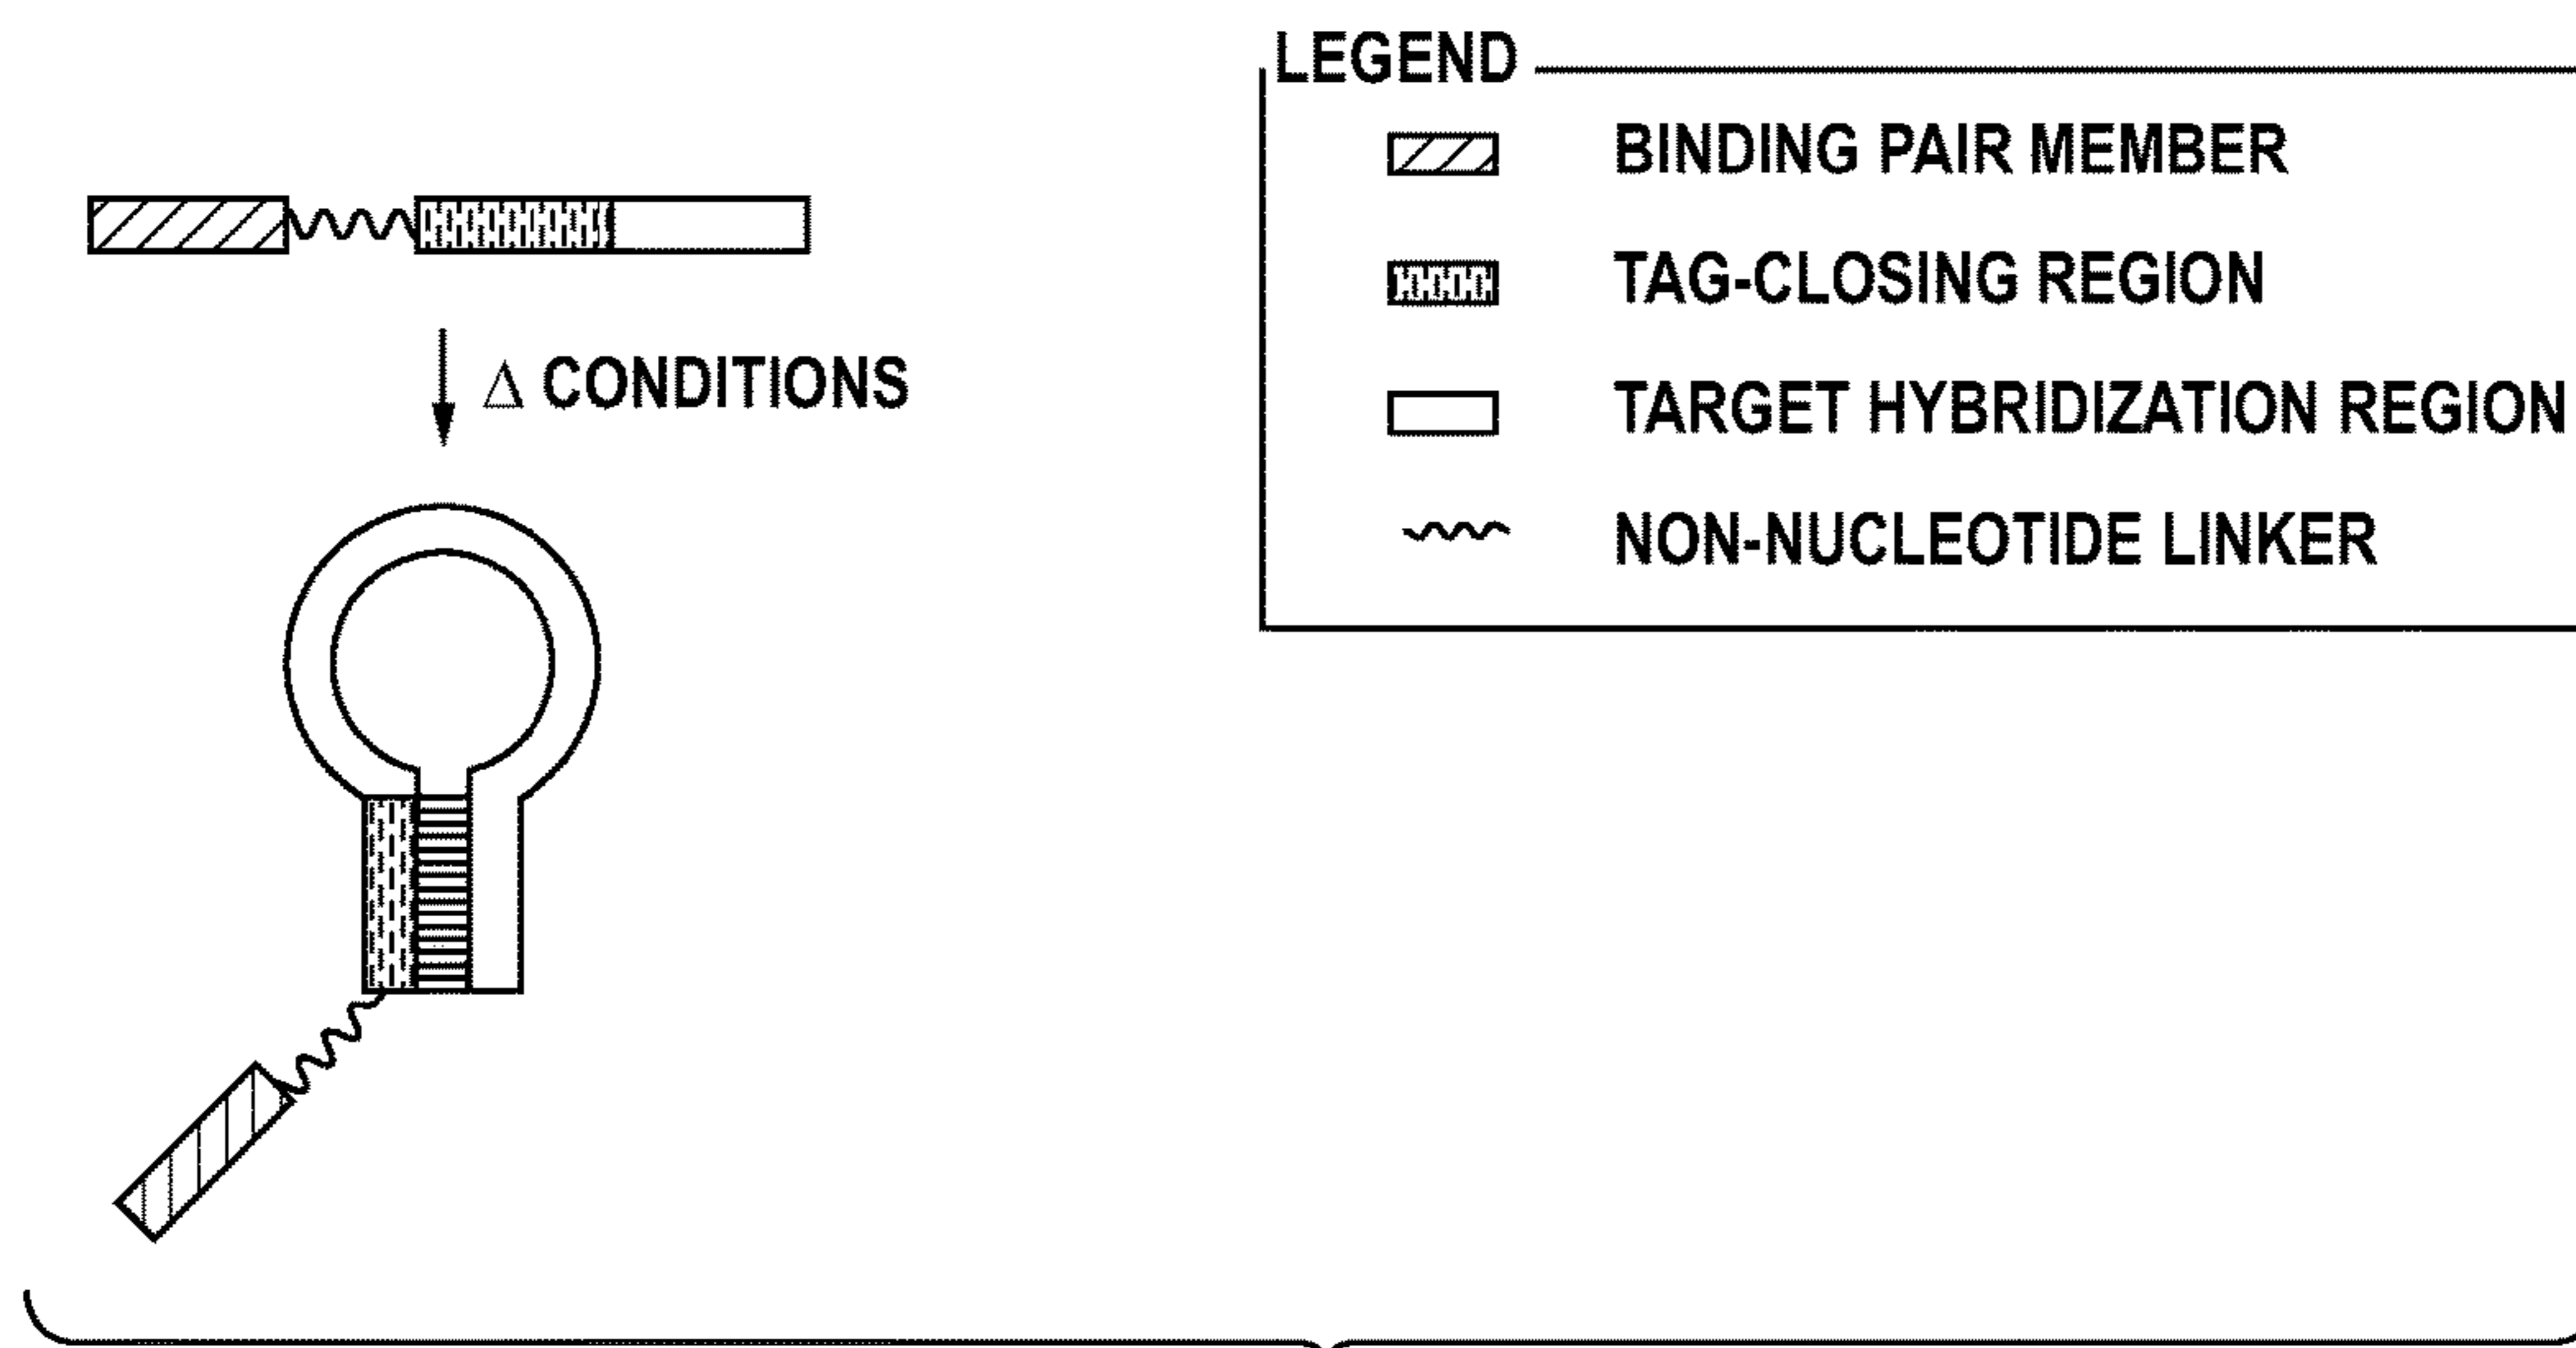 LEGEND
BINDING PAIR MEMBER
TAG-CLOSING REGION
TARGET HYBRIDIZATION REGION
NON-NUCLEOTIDE LINKER
Δ CONDITIONS